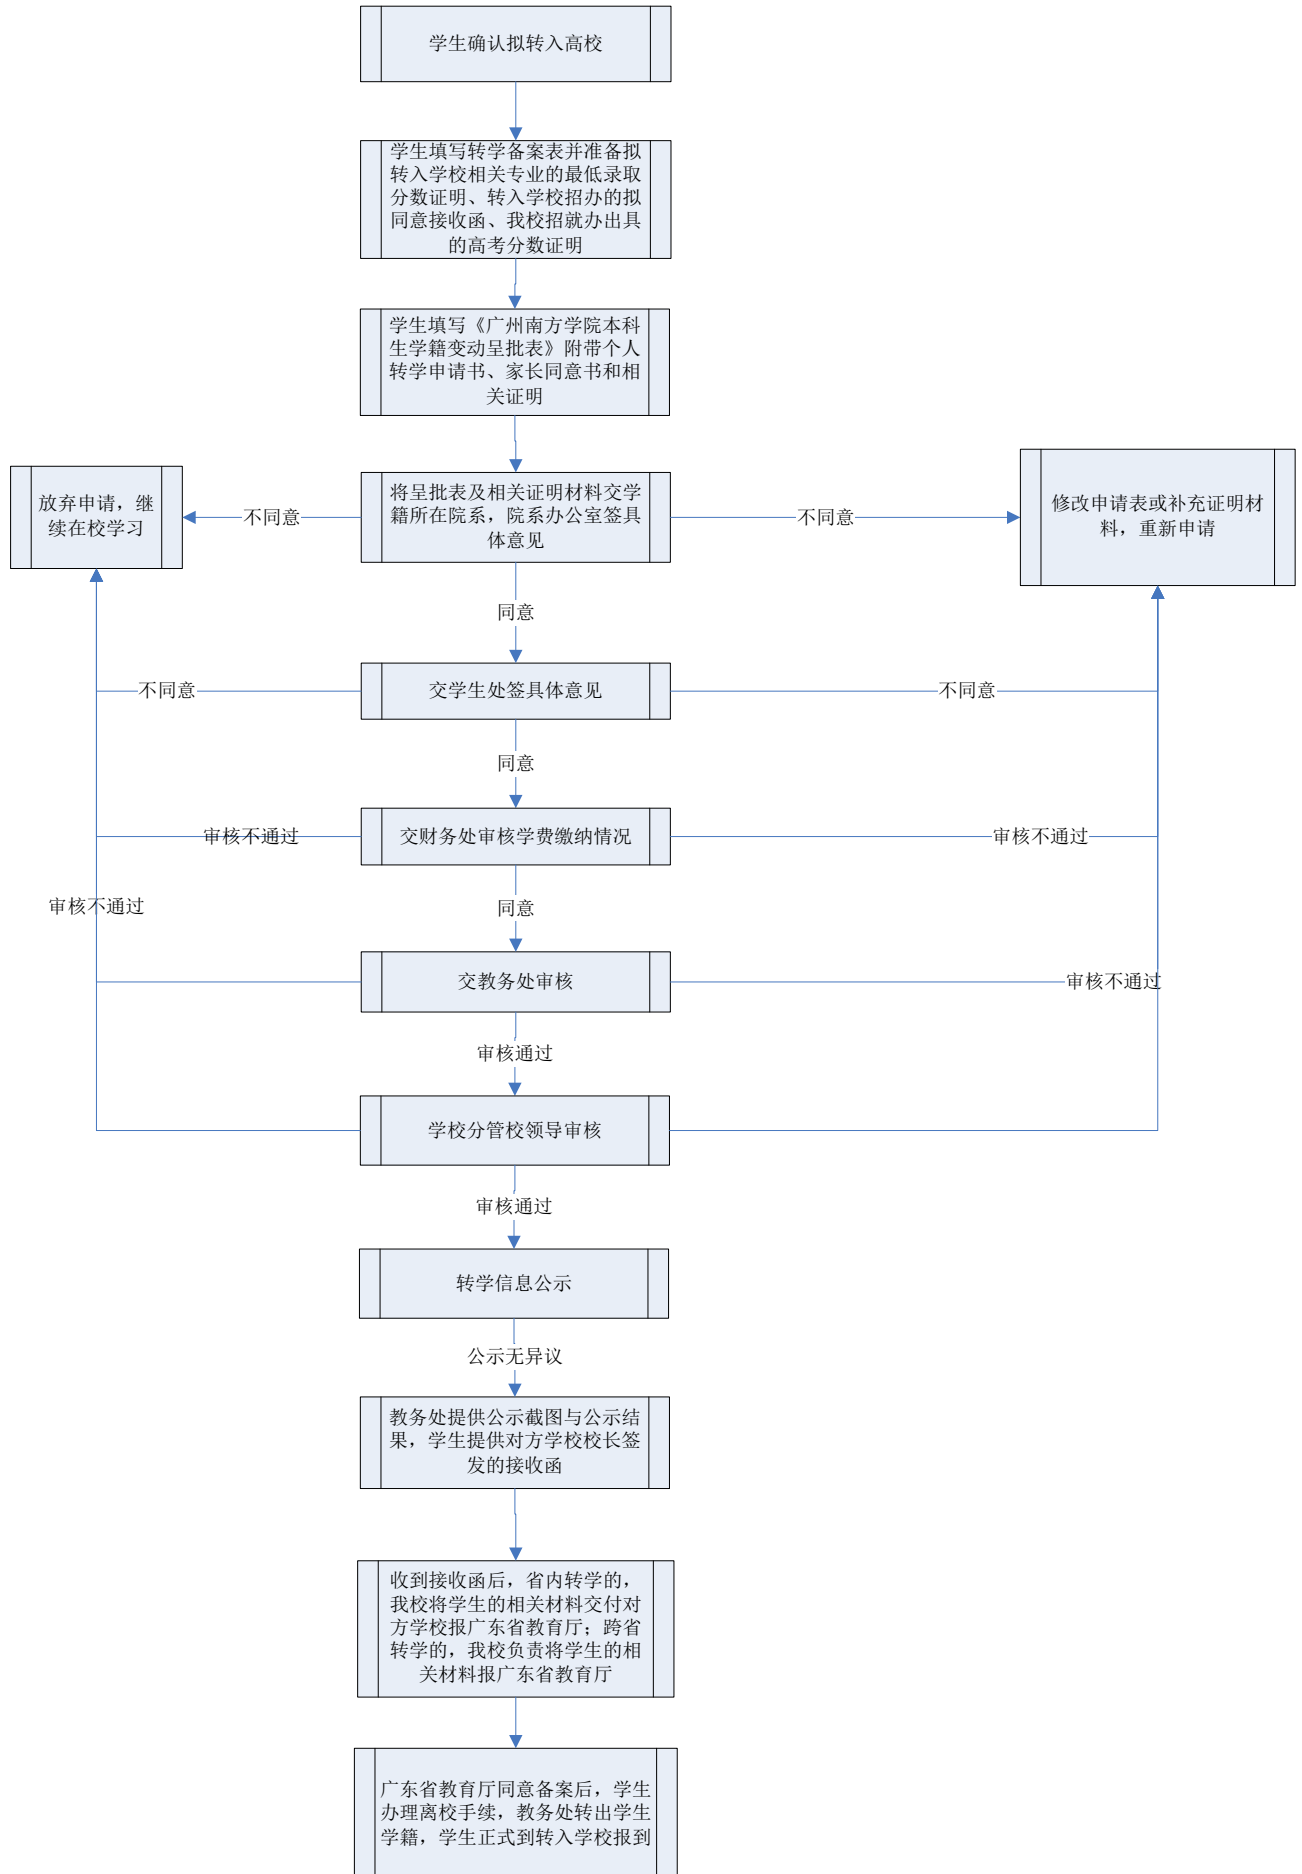 学生确认拟转入高校
学生填写转学备案表并准备拟
转入学校相关专业的最低录取
分数证明、转入学校招办的拟
同意接收函、我校招就办出具
的高考分数证明
学生填写《广州南方学院本科
生学籍变动呈批表》附带个人
转学申请书、家长同意书和相
关证明
放弃申请，继
续在校学习
不同意
将呈批表及相关证明材料交学
籍所在院系，院系办公室签具
体意见
不同意
修改申请表或补充证明材
料，重新申请
同意
不同意
交学生处签具体意见
不同意
同意
审核不通过
交财务处审核学费缴纳情况
审核不通过
审核不通过
同意
交教务处审核
审核不通过
审核通过
学校分管校领导审核
审核通过
转学信息公示
公示无异议
教务处提供公示截图与公示结
果，学生提供对方学校校长签
发的接收函
收到接收函后，省内转学的，
我校将学生的相关材料交付对
方学校报广东省教育厅；跨省
转学的，我校负责将学生的相
关材料报广东省教育厅
广东省教育厅同意备案后，学生
办理离校手续，教务处转出学生
学籍，学生正式到转入学校报到